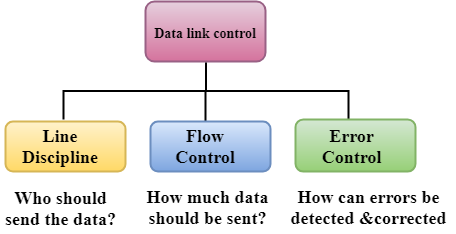 Data link control
Line
Discipline
Flow
Control
Error
Control
Who should
send the data?
How much data
should be sent?
How can errors be
detected &corrected